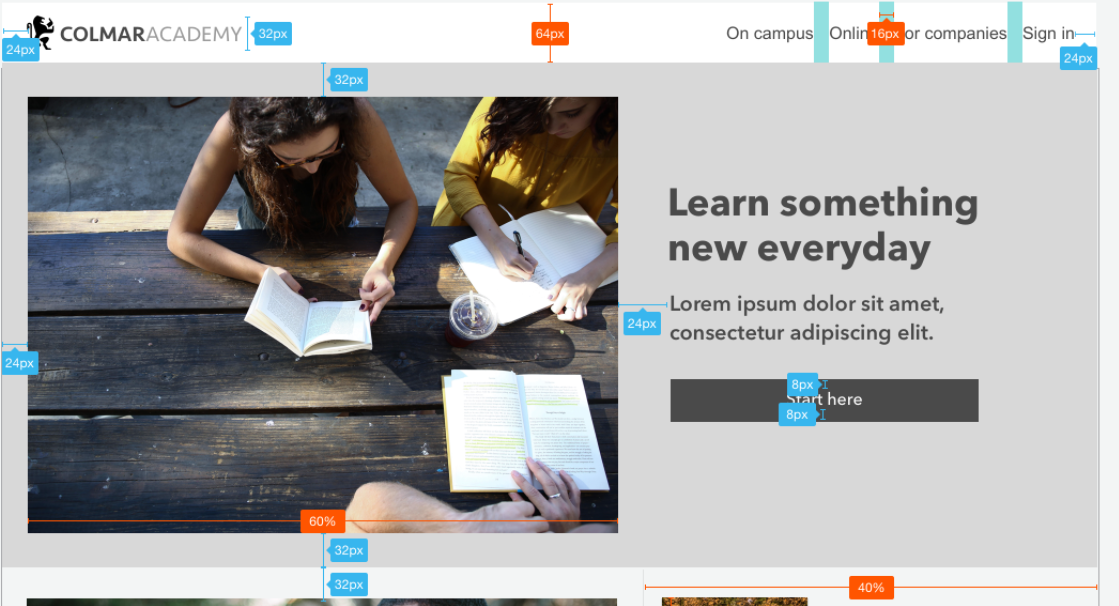 COLMARACADEMY
32px
64px
On campus
Onlin
16px
or companies
Sign in
24px
24px
32px
Learn something
new everyday
Lorem ipsum dolor sit amet,
consectetur adipiscing elit.
24px
24px
8px
Start here
8px
60%
32px
32px
40%